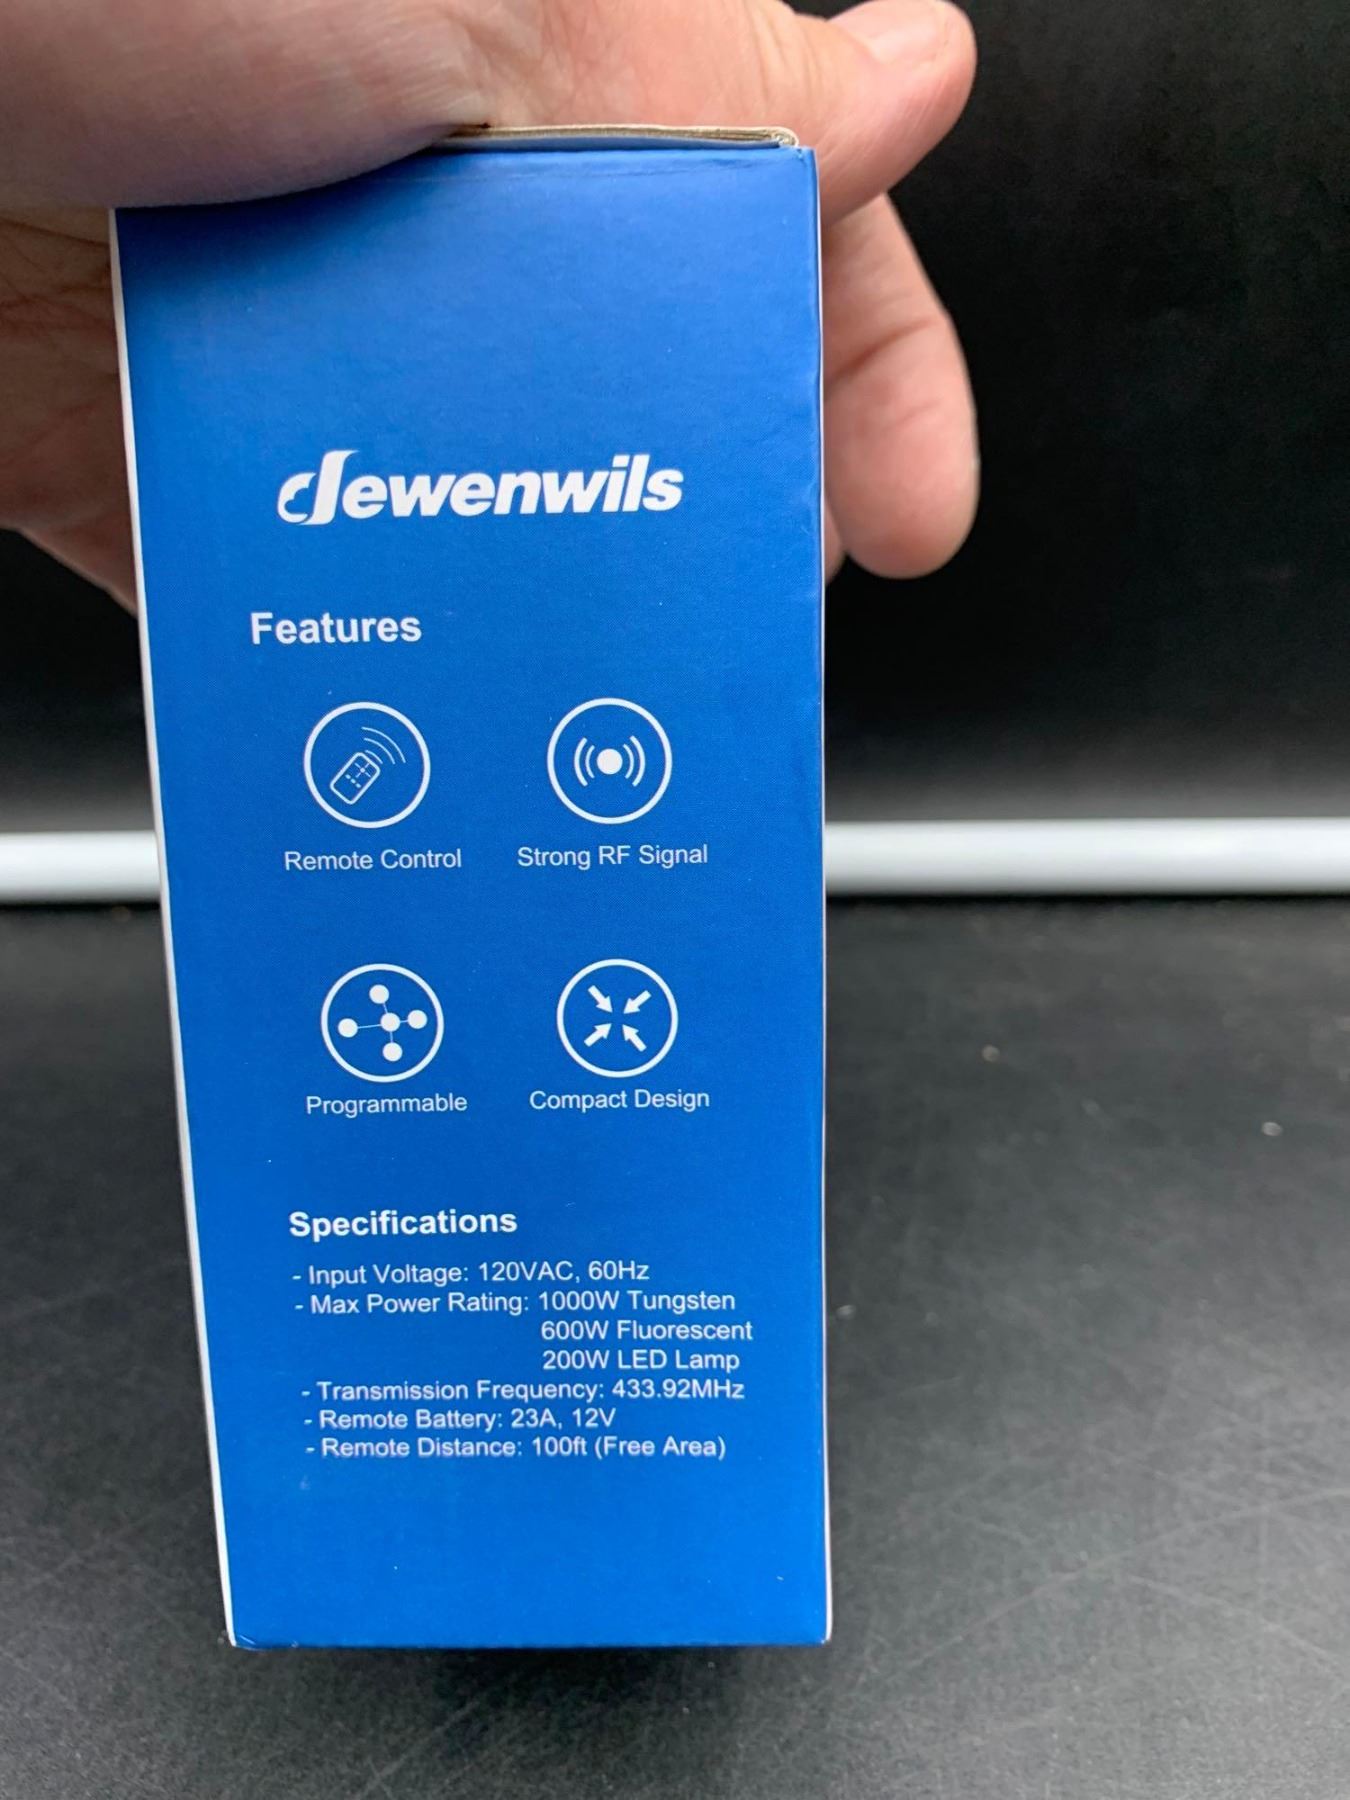 dewenwils
Features
Remote Control
Strong RF Signal
Programmable
Compact Design
Specifications
- Input Voltage: 120VAC, 60Hz
- Max Power Rating: 1000W Tungsten
600W Fluorescent
200W LED Lamp
- Transmission Frequency: 433.92MHz
- Remote Battery: 23A, 12V
- Remote Distance: 100ft (Free Area)